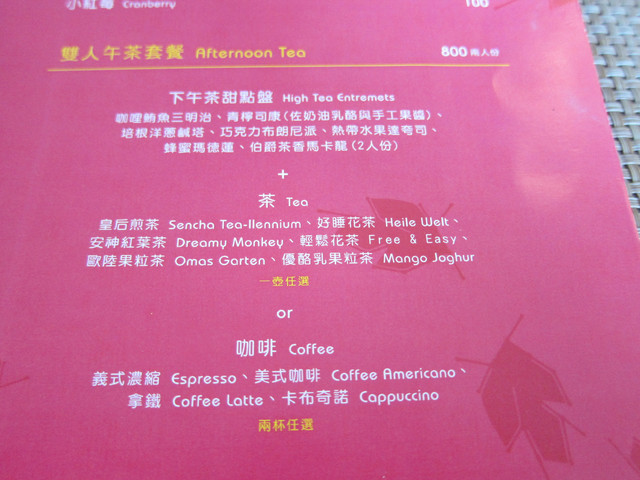 小紅莓 Cranberry 100
雙人午茶套餐 Afternoon Tea 800 兩人份
下午茶甜點盤 High Tea Entremets
咖哩鮪魚三明治、青檸司康(佐奶油乳酪與手工果醬)、
培根洋蔥鹹塔、巧克力布朗尼派、熱帶水果達夸司、
蜂蜜瑪德蓮、伯爵茶香馬卡龍(2人份)
+
茶 Tea
皇后煎茶 Sencha Tea-llennium、好睡花茶 Heile Welt、
安神紅葉茶 Dreamy Monkey、輕鬆花茶 Free & Easy、
歐陸果粒茶 Omas Garten、優酪乳果粒茶 Mango Joghur
一壺任選
or
咖啡 Coffee
義式濃縮 Espresso、美式咖啡 Coffee Americano、
拿鐵 Coffee Latte、卡布奇諾 Cappuccino
兩杯任選